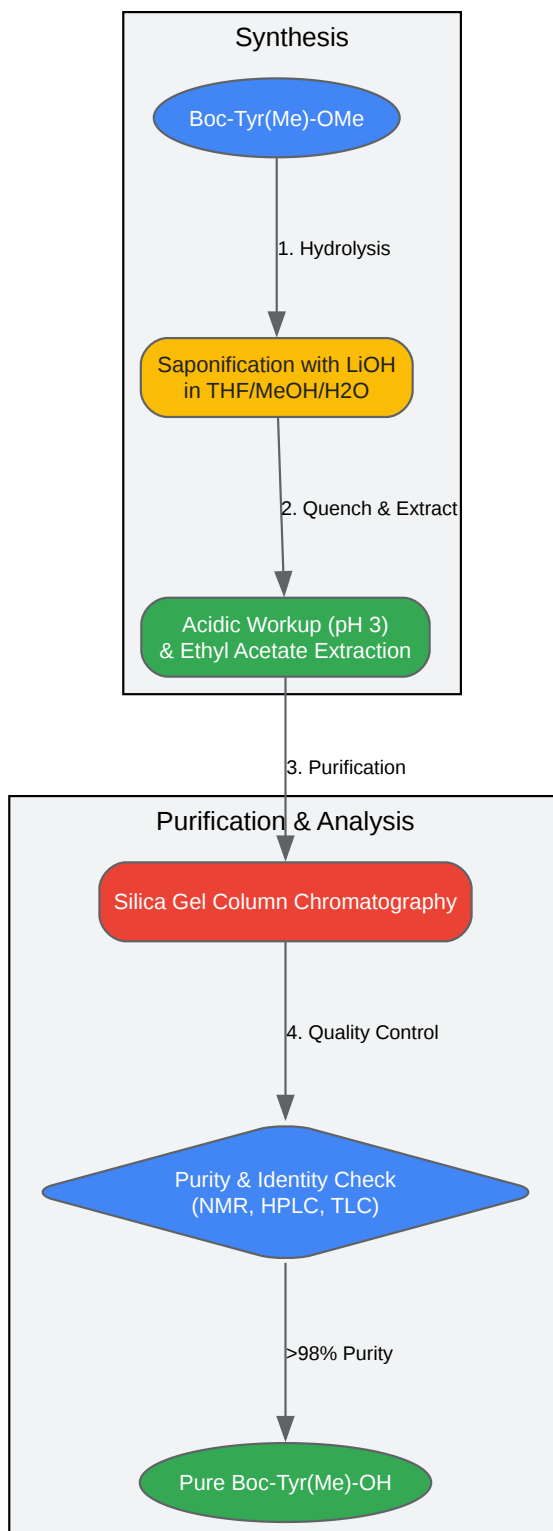 Synthesis
Boc-Tyr(Me)-OMe
1. Hydrolysis
Saponification with LiOH
in THF/MeOH/H2O
2. Quench & Extract
Acidic Workup (pH 3)
& Ethyl Acetate Extraction
3. Purification
Purification & Analysis
Silica Gel Column Chromatography
4. Quality Control
Purity & Identity Check
(NMR, HPLC, TLC)
>98% Purity
Pure Boc-Tyr(Me)-OH